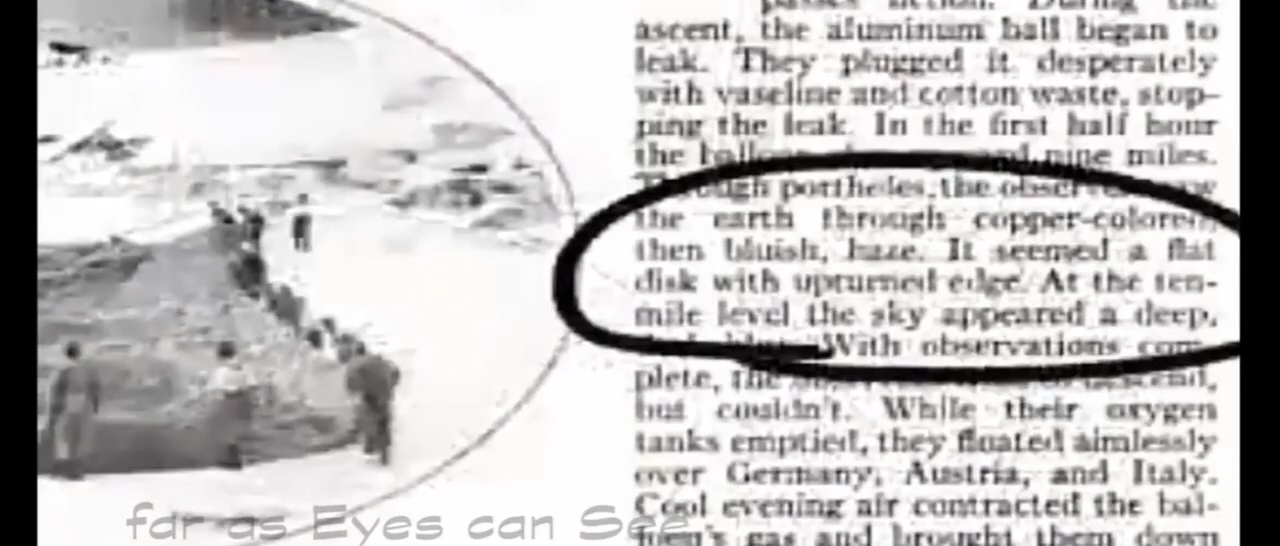 ascent, the aluminum ball began to
leak. They plugged it desperately
with vaseline and cotton waste, stop-
ping the leak. In the first half hour
the nine miles.
Through portholes, the
the earth through copper-colored,
then bluish, haze. It seemed a flat
disk with upturned edge. At the ten-
mile level the sky appeared a deep,
With observations com-
plete, the
but couldn't. While their oxygen
tanks emptied, they floated aimlessly
over Germany, Austria, and Italy.
Cool evening air contracted the bal-
loon's gas and brought them down
far as Eyes can See